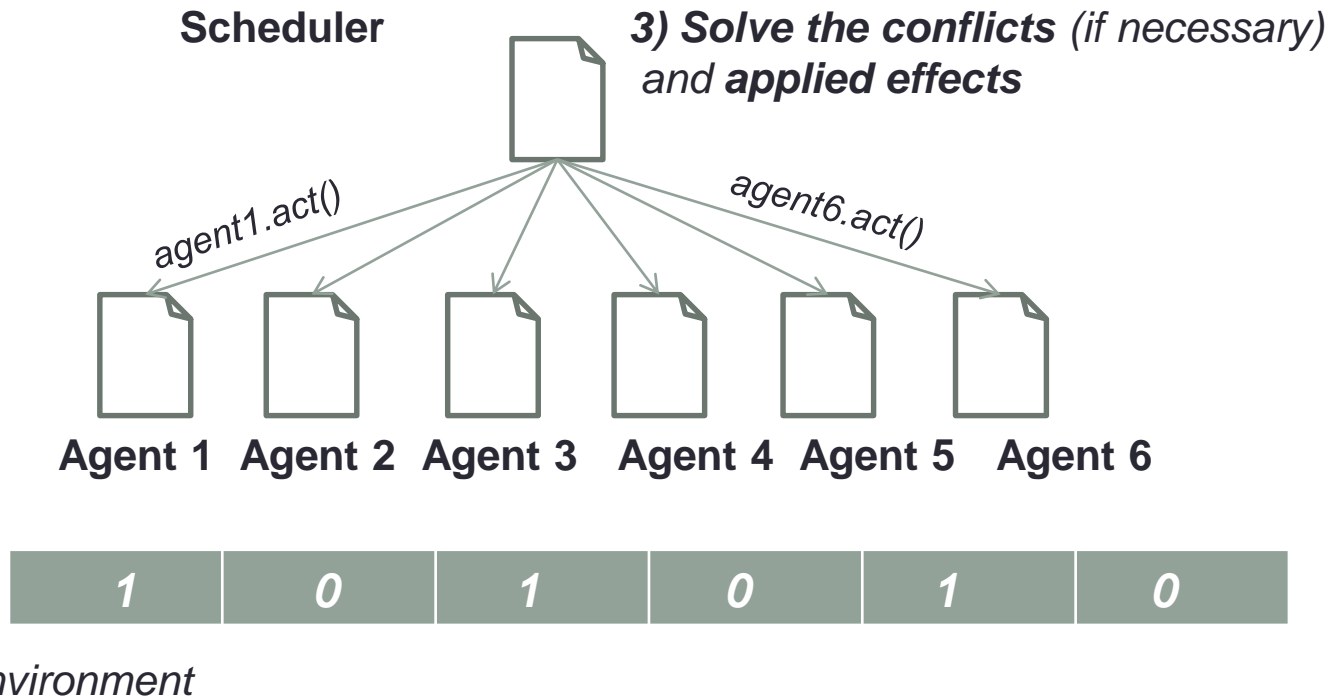 Scheduler
3) Solve the conflicts (if necessary)
and applied effects
agent1.act()
agent6.act()
Agent 1 Agent 2 Agent 3 Agent 4 Agent 5 Agent 6
1 0 1 0 1 0
nvironment